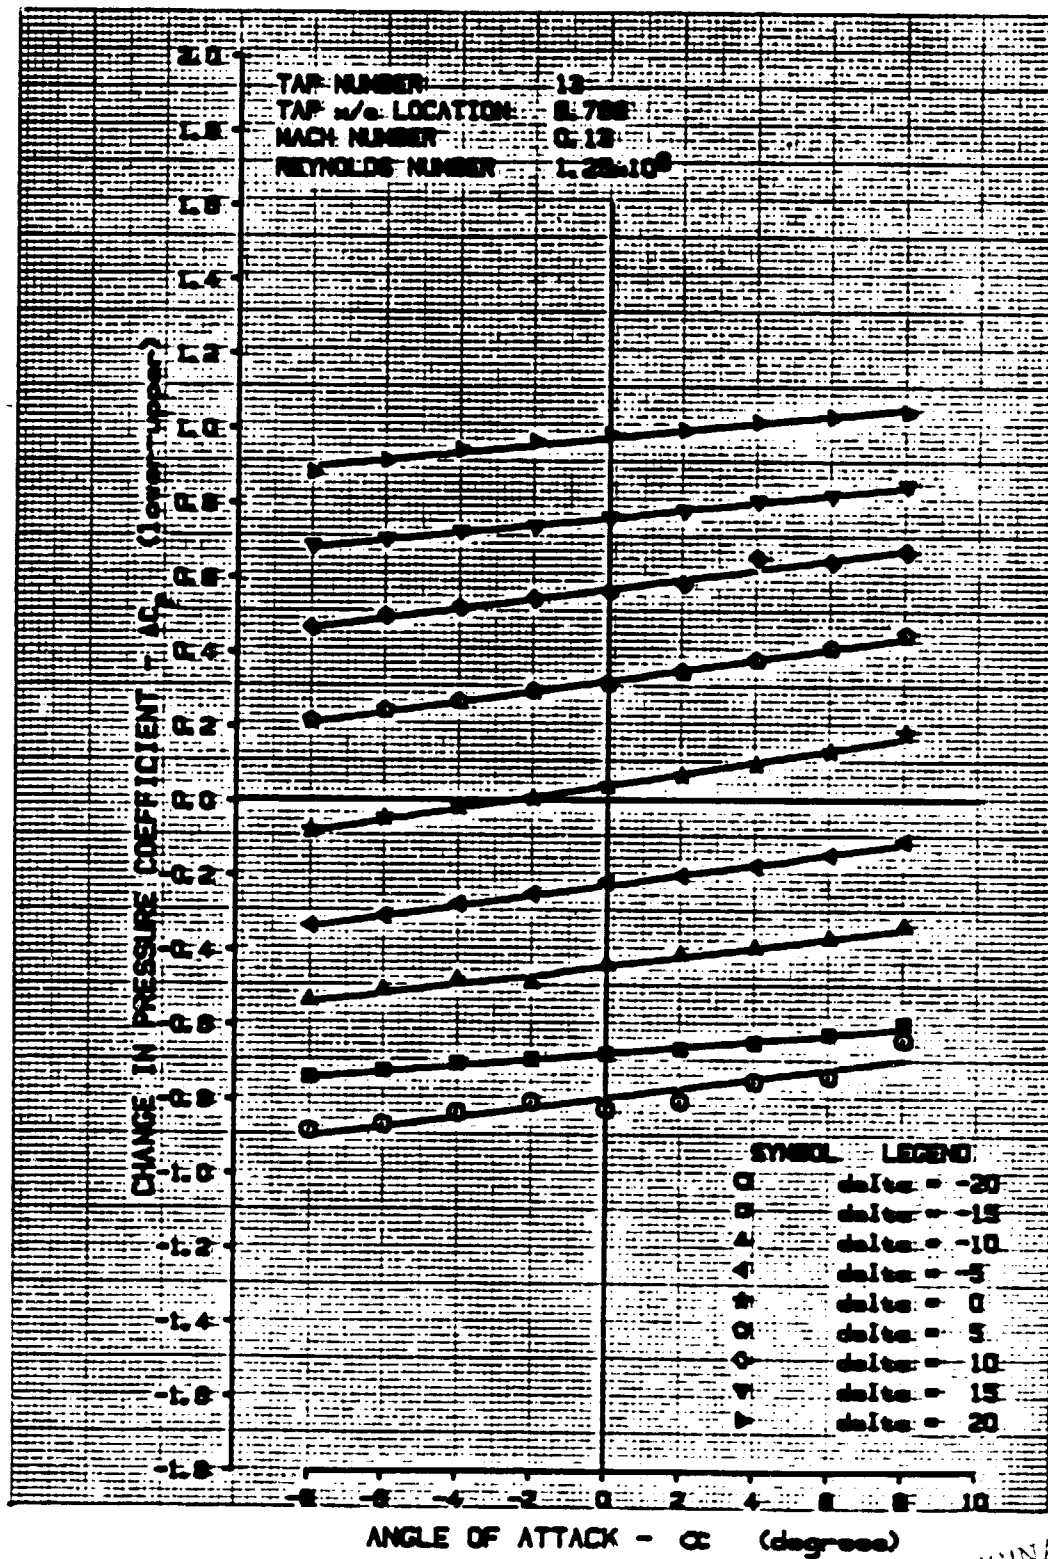 TAP NUMBER 13
TAP x/c LOCATION
MACH NUMBER 0.13
REYNOLDS NUMBER
2.0
1.8
1.6
1.4
1.2
1.0
0.8
0.6
0.4
0.2
0.0
-0.2
-0.4
-0.6
-0.8
-1.0
-1.2
-1.4
-1.6
-1.8
CHANGE IN PRESSURE COEFFICIENT - ΔCp (lower-upper)
SYMBOL LEGEND
delta = -20
delta = -15
delta = -10
delta = -5
delta = 0
delta = 5
delta = 10
delta = 15
delta = 20
-8 -6 -4 -2 0 2 4 6 8 10
ANGLE OF ATTACK - α (degrees)